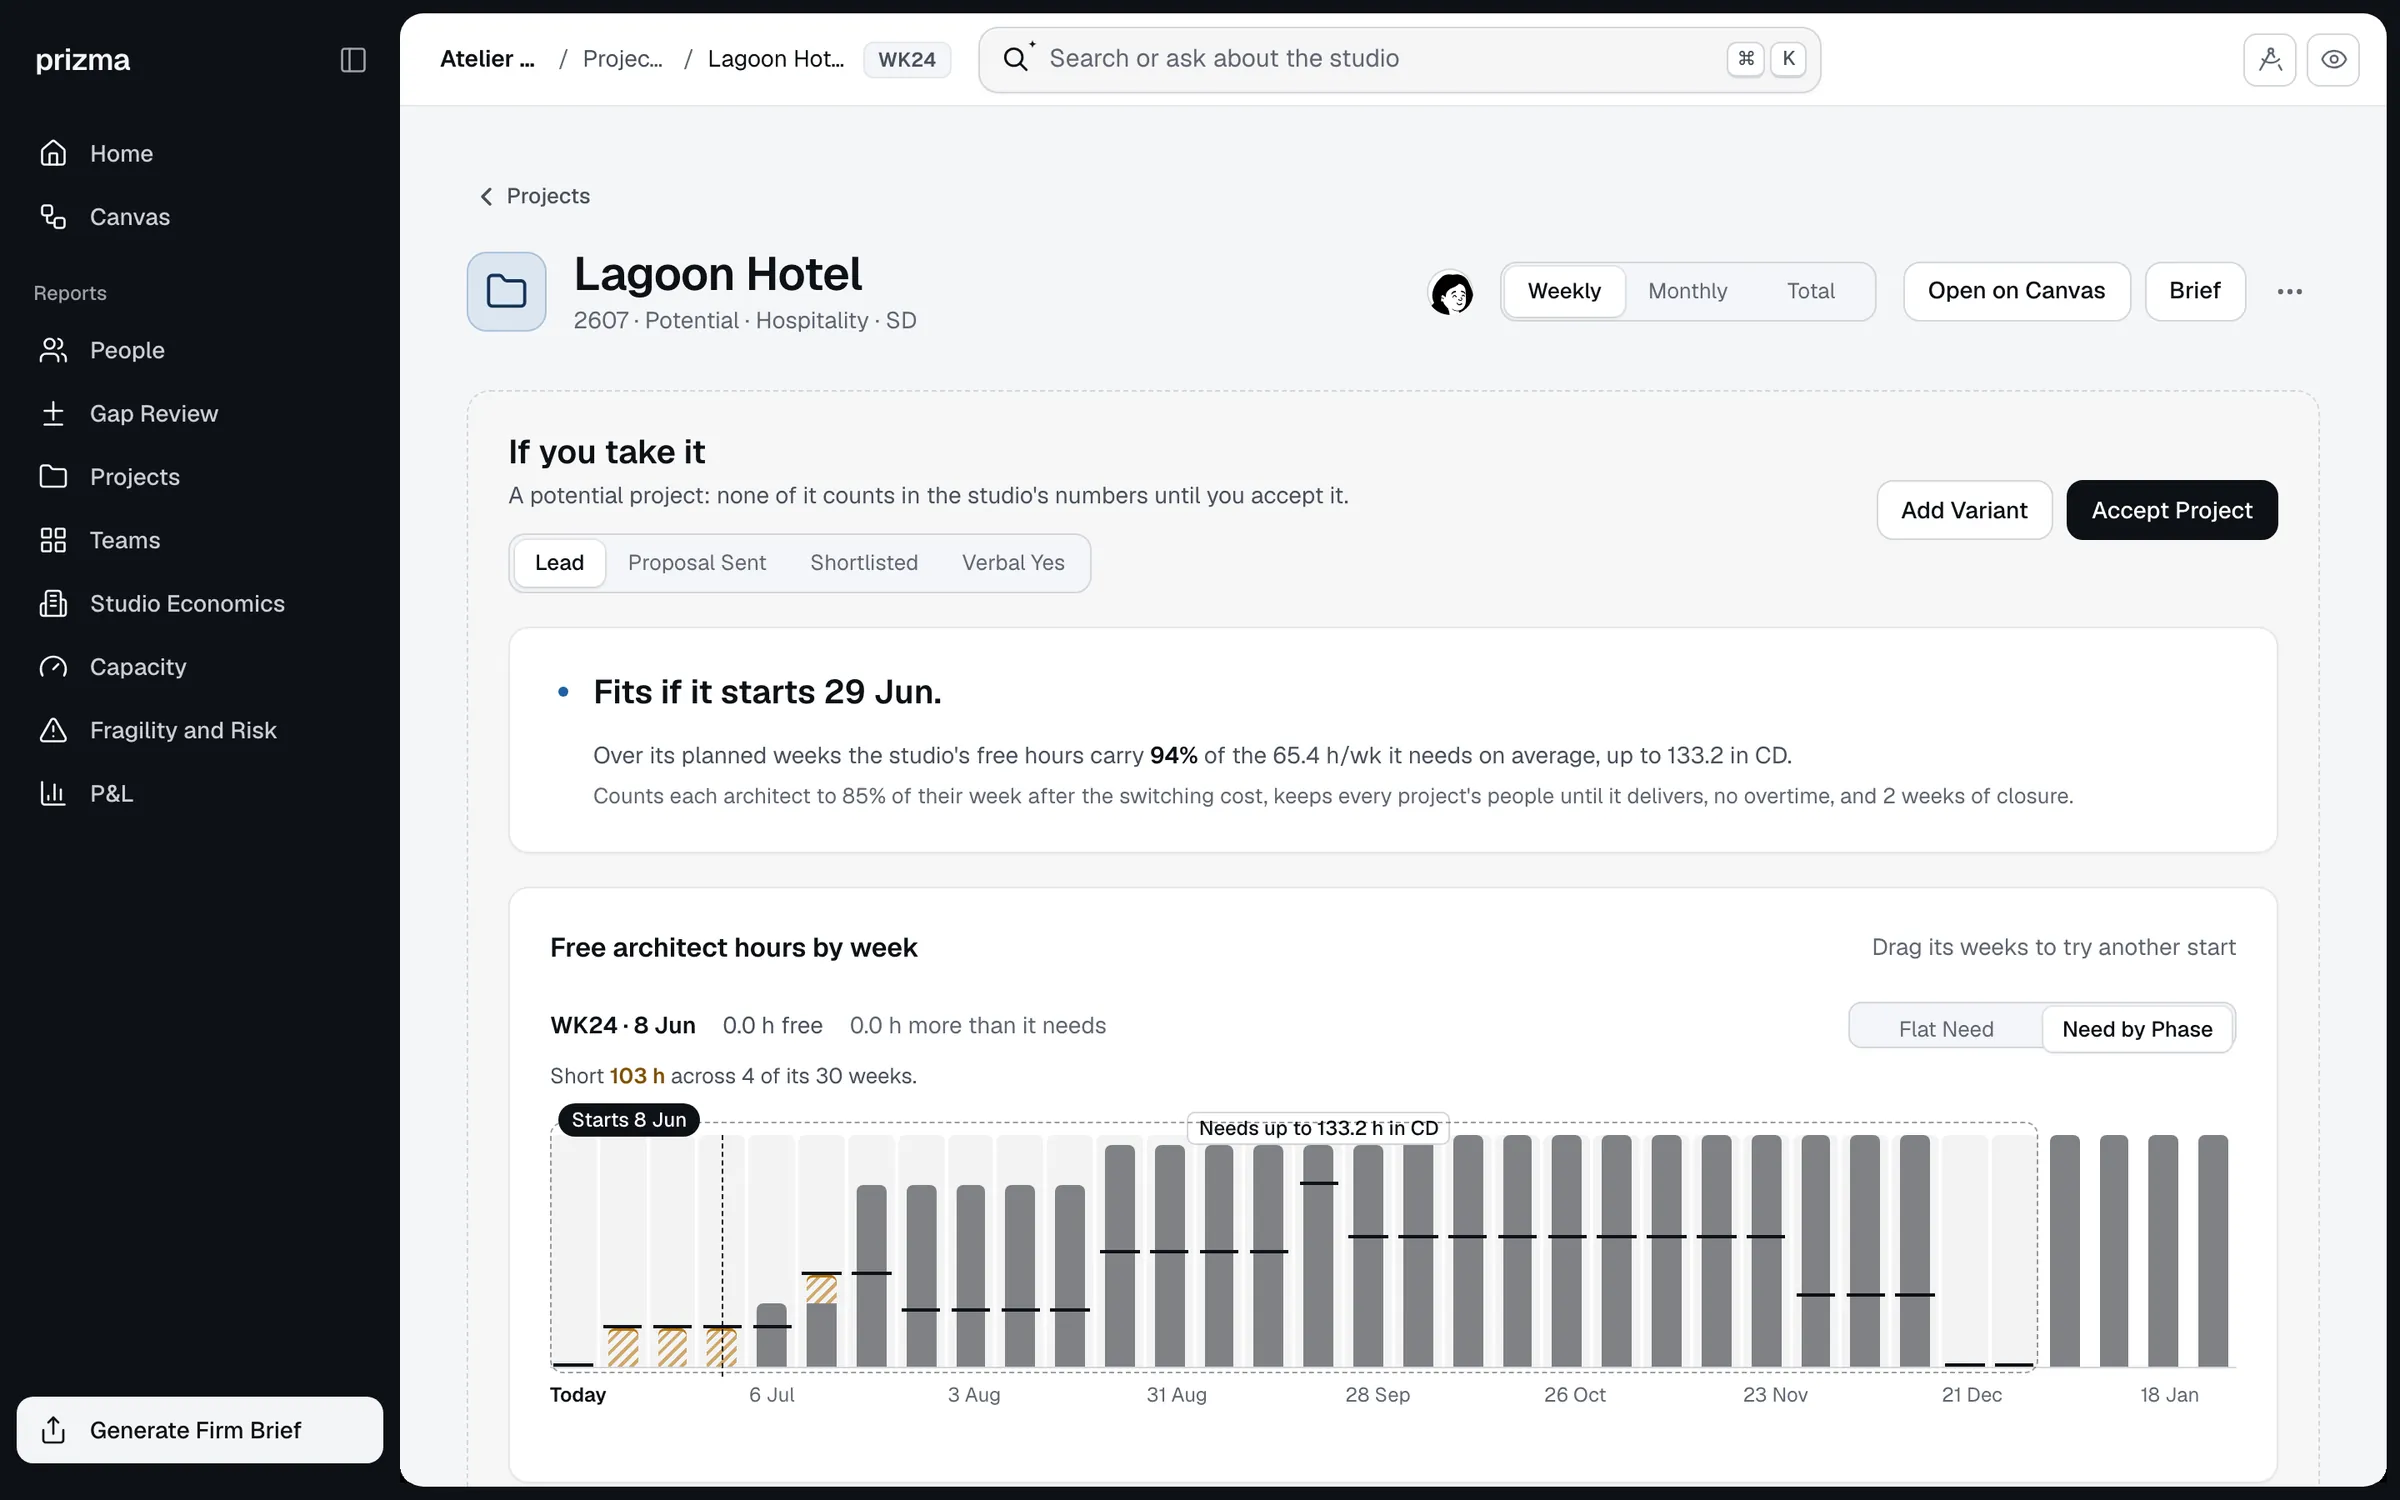 prizma
Home
Canvas
Reports
People
Gap Review
Projects
Teams
Studio Economics
Capacity
Fragility and Risk
P&L
Generate Firm Brief
Atelier ... / Projec... / Lagoon Hot... WK24
Search or ask about the studio ⌘ K
Projects
Lagoon Hotel
2607 · Potential · Hospitality · SD
Weekly Monthly Total
Open on Canvas
Brief
If you take it
A potential project: none of it counts in the studio's numbers until you accept it.
Add Variant
Accept Project
Lead Proposal Sent Shortlisted Verbal Yes
Fits if it starts 29 Jun.
Over its planned weeks the studio's free hours carry 94% of the 65.4 h/wk it needs on average, up to 133.2 in CD.
Counts each architect to 85% of their week after the switching cost, keeps every project's people until it delivers, no overtime, and 2 weeks of closure.
Free architect hours by week
Drag its weeks to try another start
WK24 · 8 Jun 0.0 h free 0.0 h more than it needs
Flat Need Need by Phase
Short 103 h across 4 of its 30 weeks.
Starts 8 Jun
Needs up to 133.2 h in CD
Today 6 Jul 3 Aug 31 Aug 28 Sep 26 Oct 23 Nov 21 Dec 18 Jan